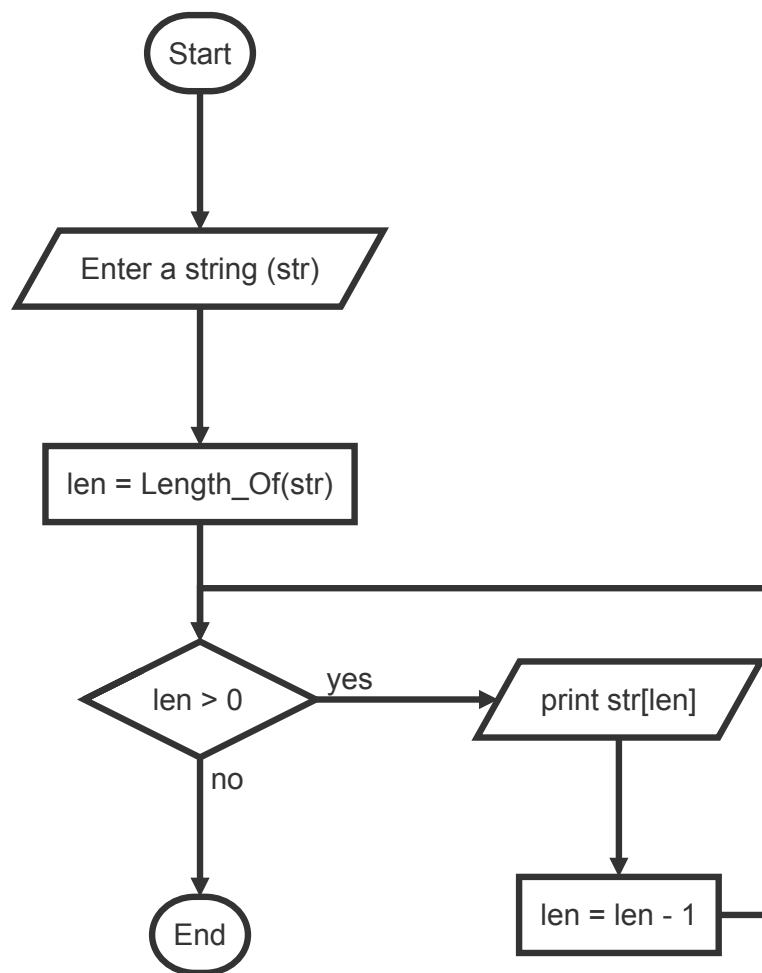 Start
Enter a string (str)
len = Length_Of(str)
len > 0
yes
print str[len]
no
len = len - 1
End